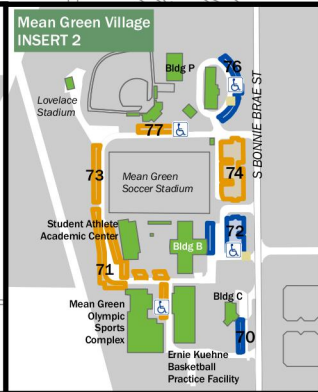 Mean Green Village
INSERT 2
Bldg P
76
Lovelace
Stadium
77
S BONNIE BRAE ST
73
Mean Green
Soccer Stadium
74
Student Athlete
Academic Center
Bldg B
72
71
Mean Green
Olympic
Sports
Complex
Bldg C
70
Ernie Kuehne
Basketball
Practice Facility